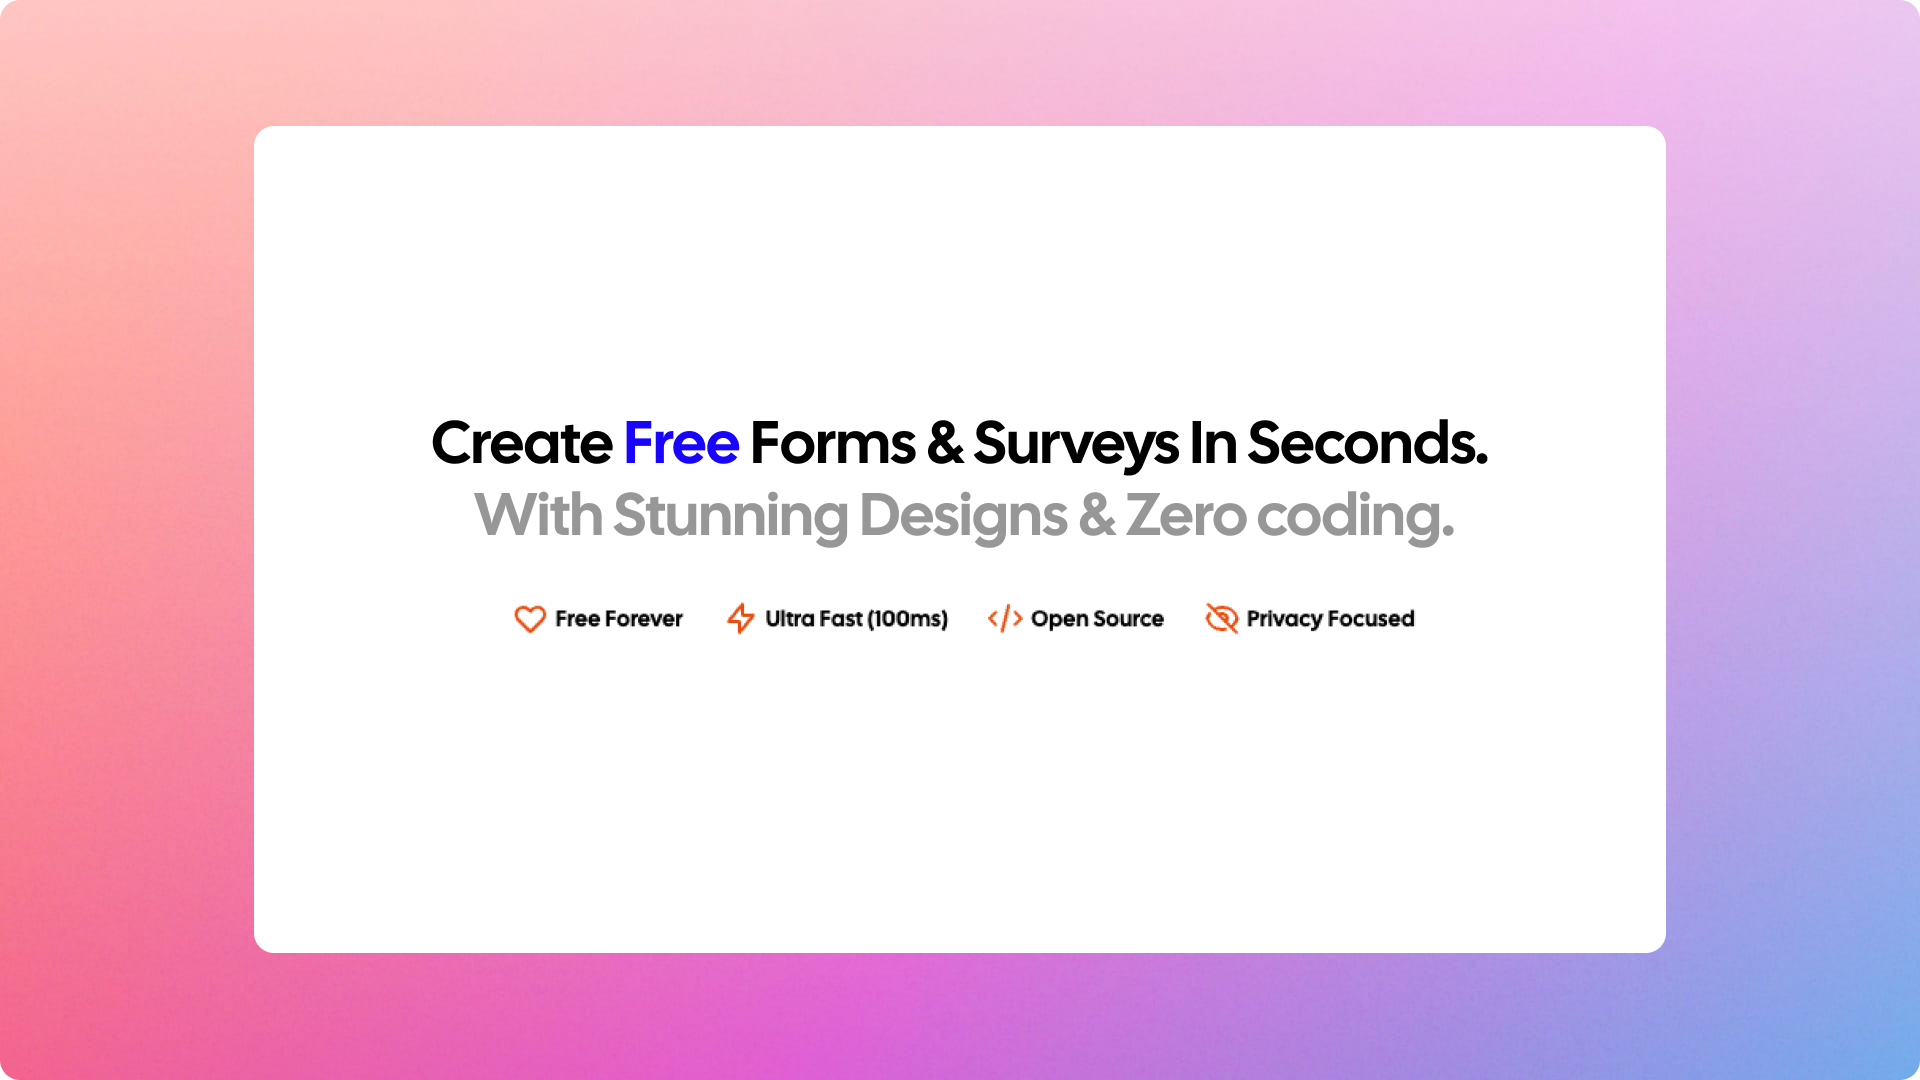 Create Free Forms & Surveys In Seconds.
With Stunning Designs & Zero coding.
Free Forever Ultra Fast (100ms) Open Source Privacy Focused